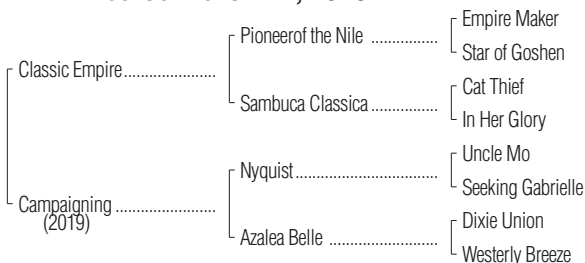 Empire Maker
Pioneerof the Nile ................
Star of Goshen
Classic Empire......................
Cat Thief
Sambuca Classica ................
In Her Glory
Uncle Mo
Nyquist...................................
Seeking Gabrielle
Campaigning ........................
(2019)
Dixie Union
Azalea Belle ..........................
Westerly Breeze